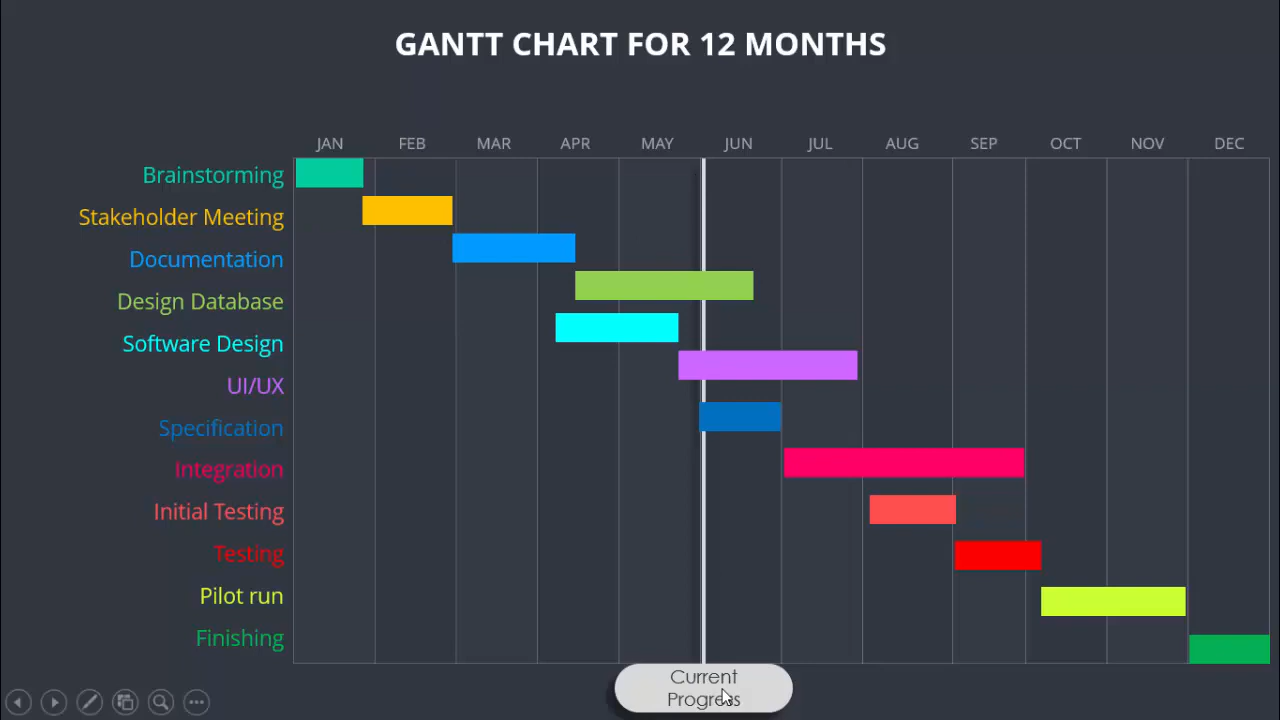 GANTT CHART FOR 12 MONTHS
JAN FEB MAR APR MAY JUN JUL AUG SEP OCT NOV DEC
Brainstorming
Stakeholder Meeting
Documentation
Design Database
Software Design
UI/UX
Specification
Integration
Initial Testing
Testing
Pilot run
Finishing
Current
Progress